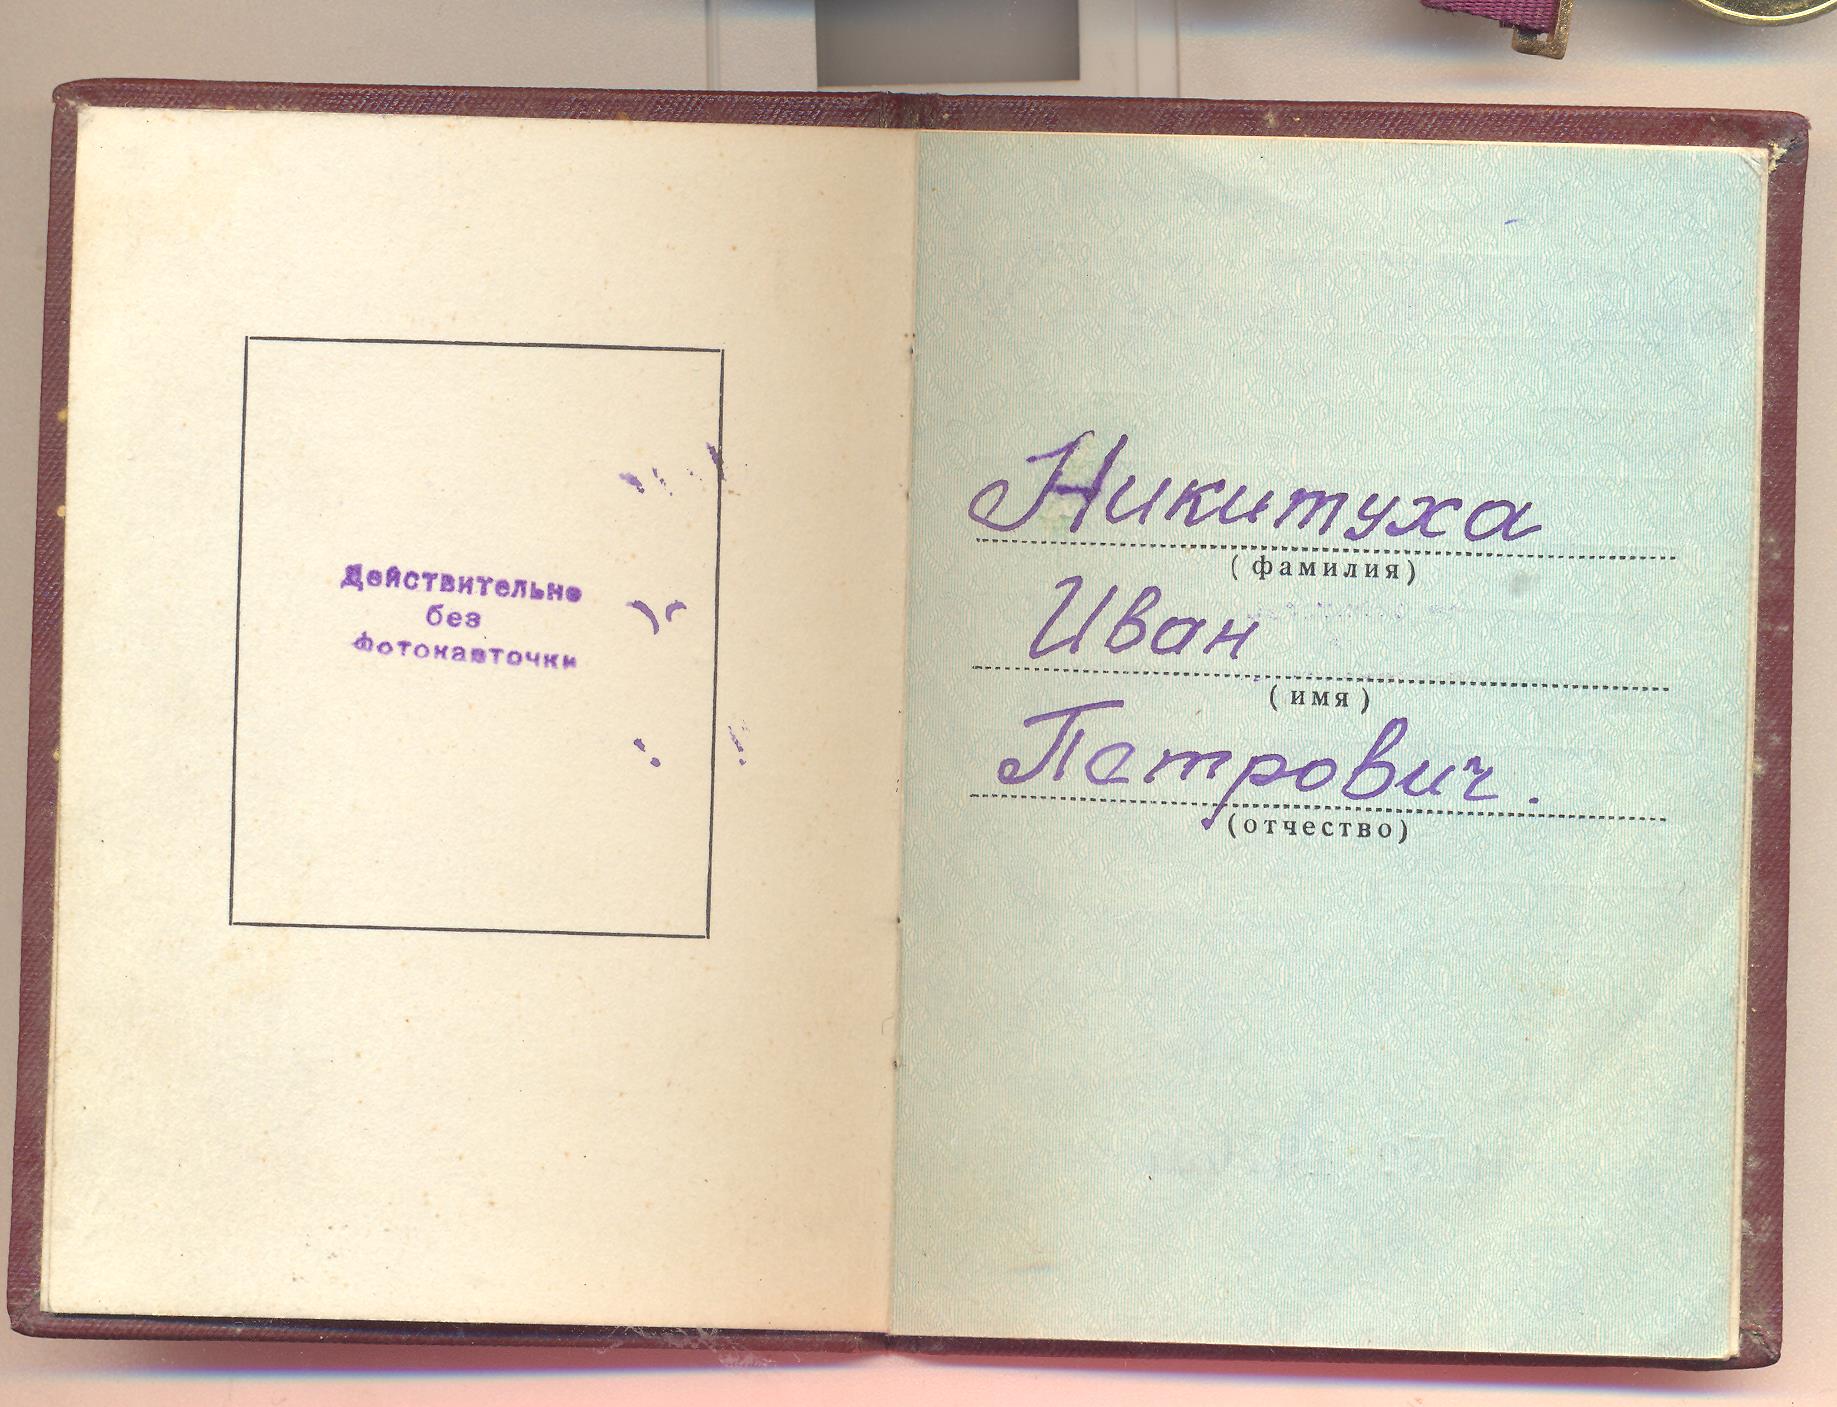 Действительно
без
фотокарточки
Никитуха
(фамилия)
Иван
(имя)
Петрович.
(отчество)